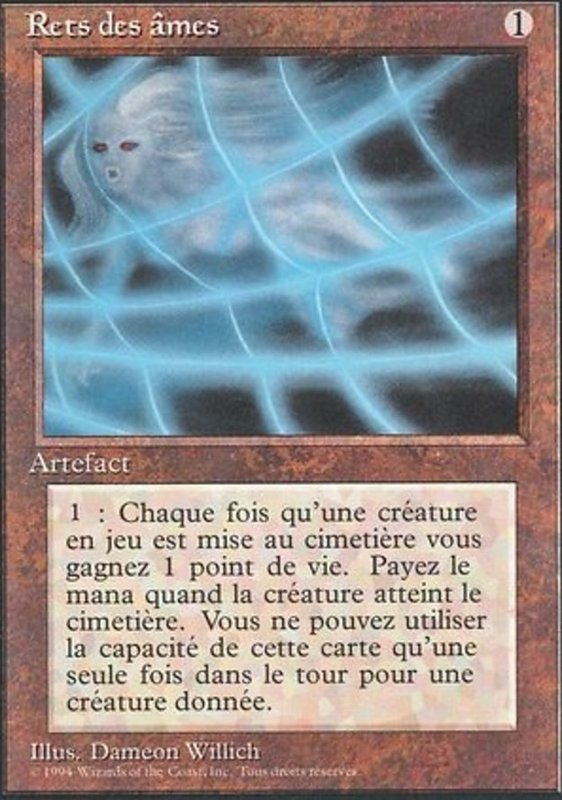 Rets des âmes 1
Artefact
1 : Chaque fois qu'une créature
en jeu est mise au cimetière vous
gagnez 1 point de vie. Payez le
mana quand la créature atteint le
cimetière. Vous ne pouvez utiliser
la capacité de cette carte qu'une
seule fois dans le tour pour une
créature donnée.
Illus. Dameon Willich
© 1994 Wizards of the Coast, Inc. Tous droits réservés